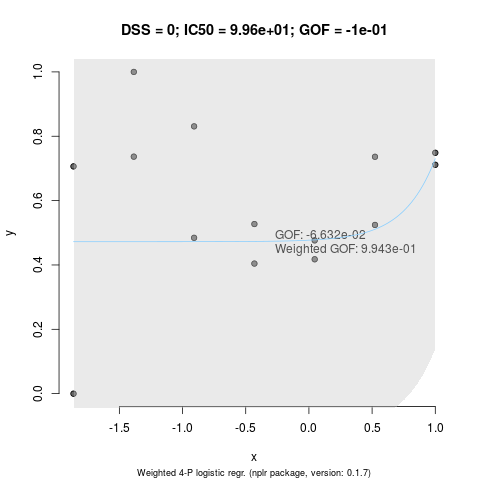 DSS = 0; IC50 = 9.96e+01; GOF = -1e-01
1.0
0.8
0.6
0.4
0.2
0.0
y
GOF: -6.632e-02
Weighted GOF: 9.943e-01
-1.5 -1.0 -0.5 0.0 0.5 1.0
x
Weighted 4-P logistic regr. (nplr package, version: 0.1.7)